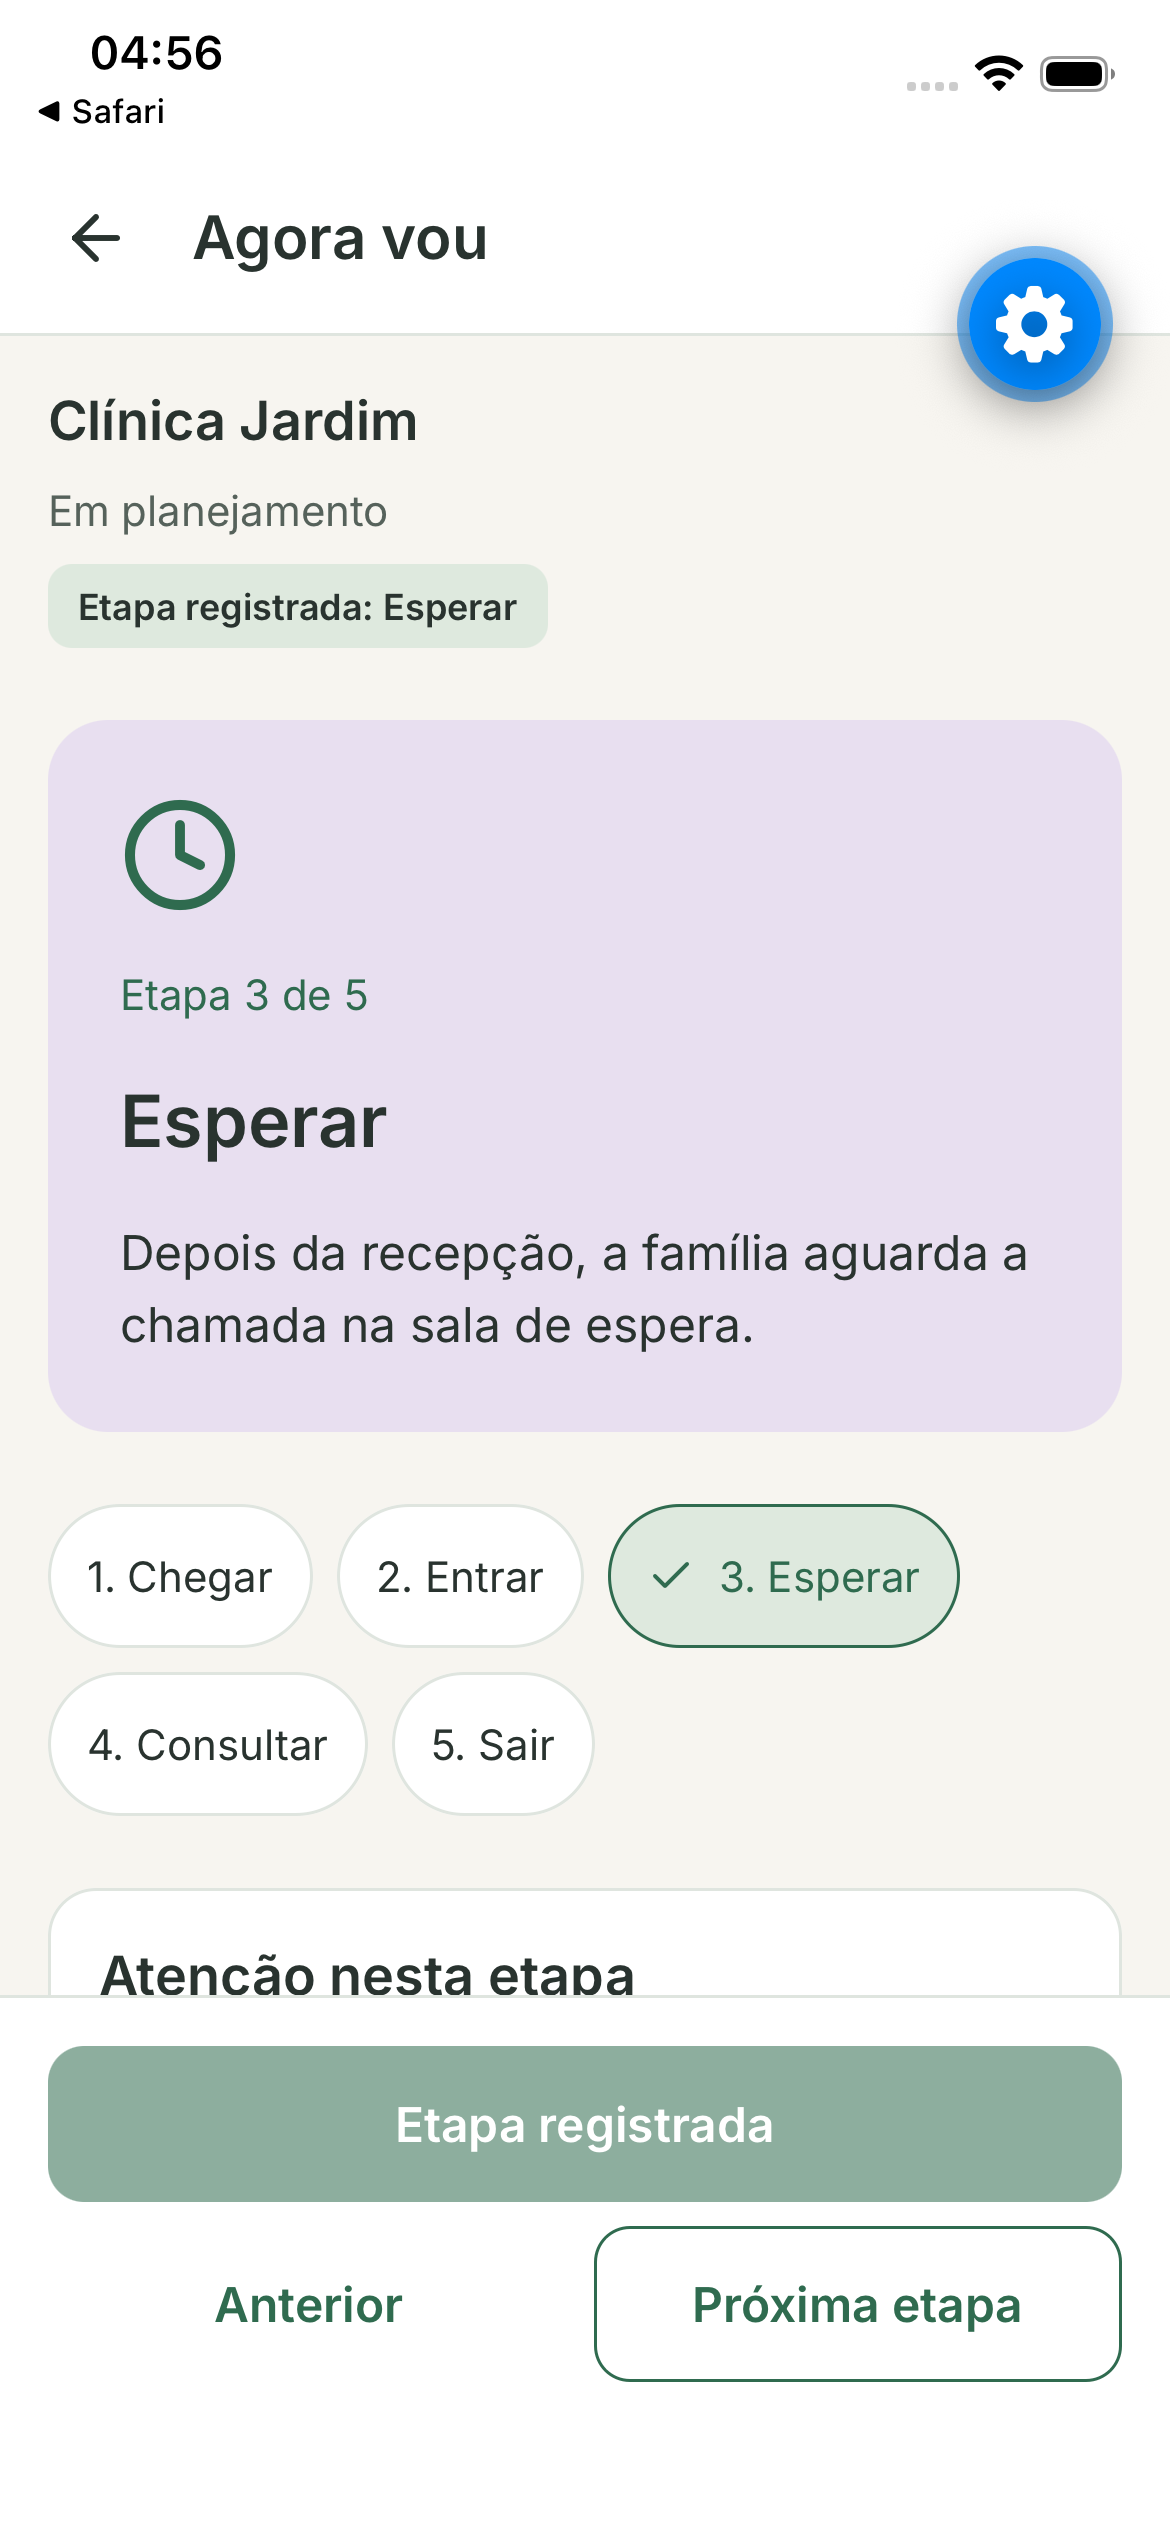 04:56
Safari
Agora vou
Clínica Jardim
Em planejamento
Etapa registrada: Esperar
Etapa 3 de 5
Esperar
Depois da recepção, a família aguarda a
chamada na sala de espera.
1. Chegar
2. Entrar
3. Esperar
4. Consultar
5. Sair
Atenção nesta etapa
Etapa registrada
Anterior
Próxima etapa